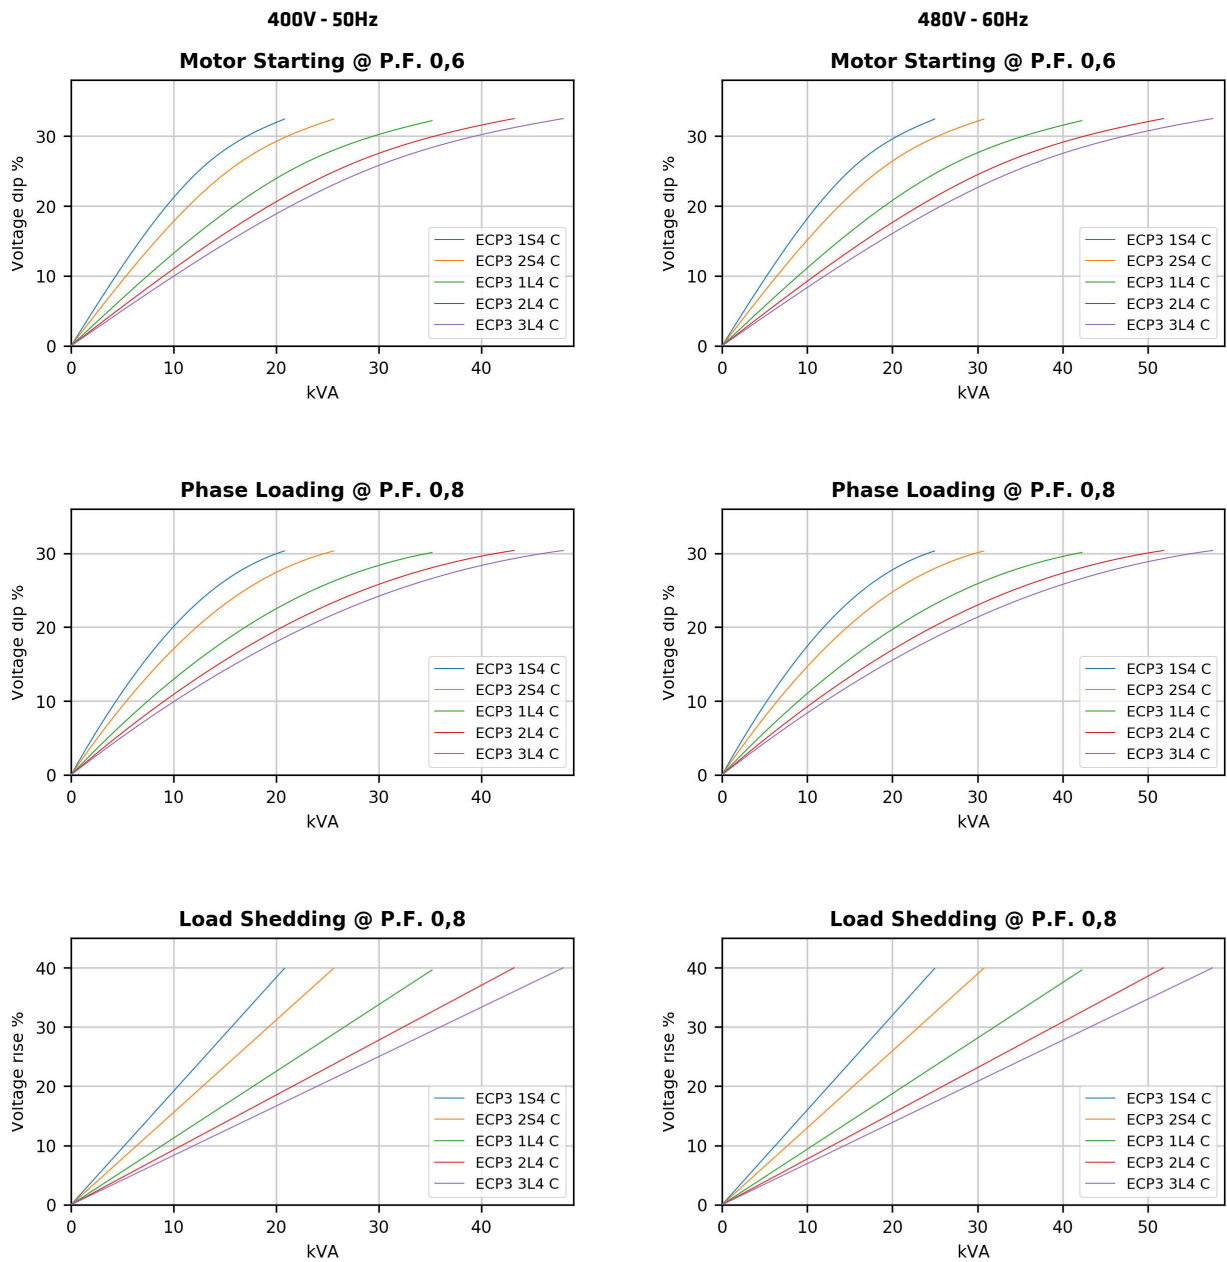 400V - 50Hz
480V - 60Hz
Motor Starting @ P.F. 0,6
Voltage dip %
30
20
10
0
0 10 20 30 40
kVA
ECP3 1S4 C
ECP3 2S4 C
ECP3 1L4 C
ECP3 2L4 C
ECP3 3L4 C
Motor Starting @ P.F. 0,6
Voltage dip %
30
20
10
0
0 10 20 30 40 50
kVA
ECP3 1S4 C
ECP3 2S4 C
ECP3 1L4 C
ECP3 2L4 C
ECP3 3L4 C
Phase Loading @ P.F. 0,8
Voltage dip %
30
20
10
0
0 10 20 30 40
kVA
ECP3 1S4 C
ECP3 2S4 C
ECP3 1L4 C
ECP3 2L4 C
ECP3 3L4 C
Phase Loading @ P.F. 0,8
Voltage dip %
30
20
10
0
0 10 20 30 40 50
kVA
ECP3 1S4 C
ECP3 2S4 C
ECP3 1L4 C
ECP3 2L4 C
ECP3 3L4 C
Load Shedding @ P.F. 0,8
Voltage rise %
40
30
20
10
0
0 10 20 30 40
kVA
ECP3 1S4 C
ECP3 2S4 C
ECP3 1L4 C
ECP3 2L4 C
ECP3 3L4 C
Load Shedding @ P.F. 0,8
Voltage rise %
40
30
20
10
0
0 10 20 30 40 50
kVA
ECP3 1S4 C
ECP3 2S4 C
ECP3 1L4 C
ECP3 2L4 C
ECP3 3L4 C